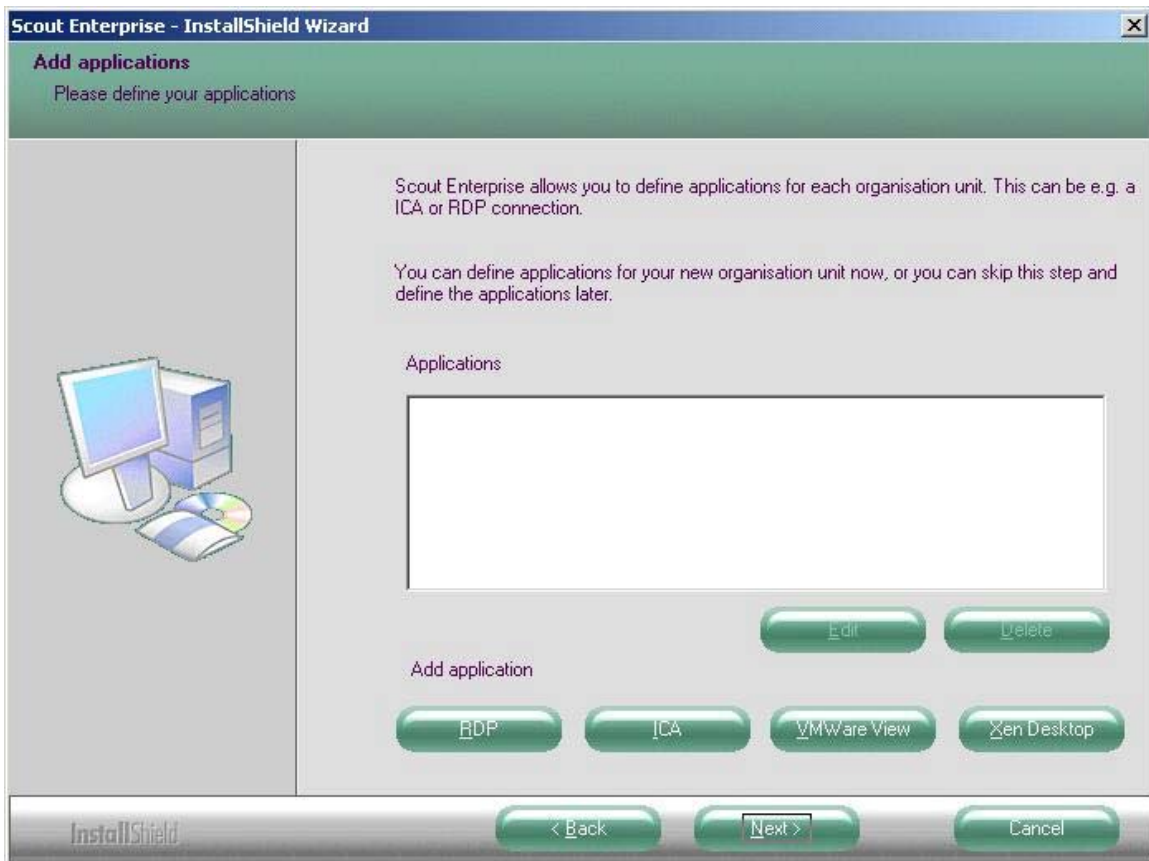 Scout Enterprise - InstallShield Wizard
Add applications
Please define your applications
Scout Enterprise allows you to define applications for each organisation unit. This can be e.g. a
ICA or RDP connection.
You can define applications for your new organisation unit now, or you can skip this step and
define the applications later.
Applications
Edit Delete
Add application
RDP ICA VMWare View Xen Desktop
InstallShield < Back Next > Cancel